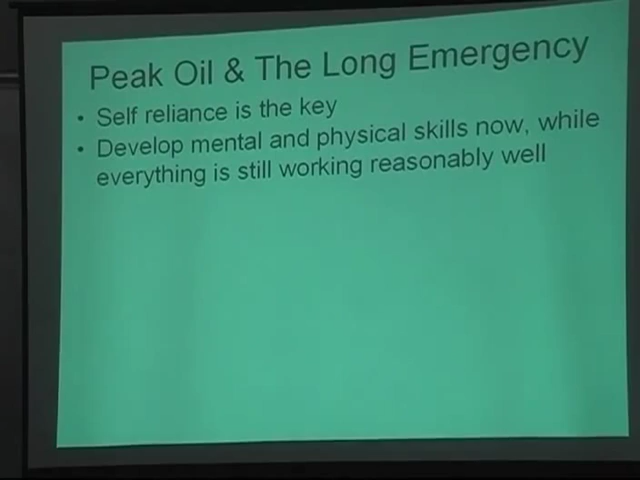 Peak Oil & The Long Emergency
• Self reliance is the key
• Develop mental and physical skills now, while
everything is still working reasonably well